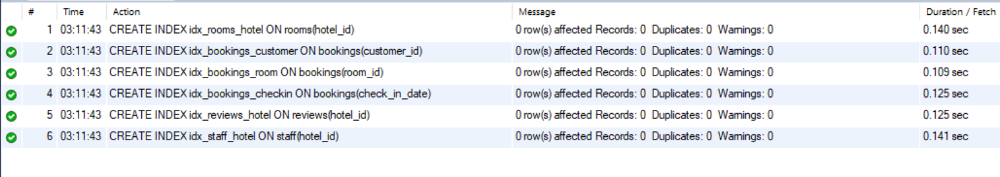 # Time Action Message Duration / Fetch
1 03:11:43 CREATE INDEX idx_rooms_hotel ON rooms(hotel_id) 0 row(s) affected Records: 0 Duplicates: 0 Warnings: 0 0.140 sec
2 03:11:43 CREATE INDEX idx_bookings_customer ON bookings(customer_id) 0 row(s) affected Records: 0 Duplicates: 0 Warnings: 0 0.110 sec
3 03:11:43 CREATE INDEX idx_bookings_room ON bookings(room_id) 0 row(s) affected Records: 0 Duplicates: 0 Warnings: 0 0.109 sec
4 03:11:43 CREATE INDEX idx_bookings_checkin ON bookings(check_in_date) 0 row(s) affected Records: 0 Duplicates: 0 Warnings: 0 0.125 sec
5 03:11:43 CREATE INDEX idx_reviews_hotel ON reviews(hotel_id) 0 row(s) affected Records: 0 Duplicates: 0 Warnings: 0 0.125 sec
6 03:11:43 CREATE INDEX idx_staff_hotel ON staff(hotel_id) 0 row(s) affected Records: 0 Duplicates: 0 Warnings: 0 0.141 sec